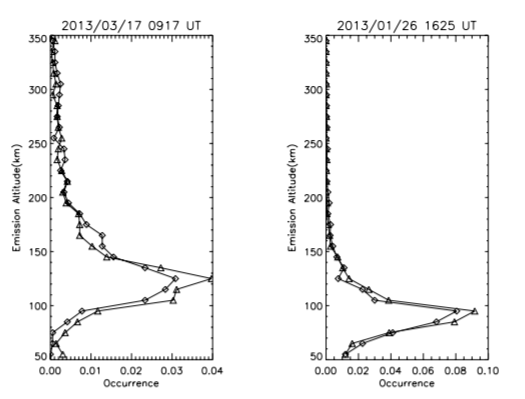 2013/03/17 0917 UT
350
300
250
200
150
100
50
Emission Altitude(km)
0.00 0.01 0.02 0.03 0.04
Occurrence
2013/01/26 1625 UT
350
300
250
200
150
100
50
Emission Altitude(km)
0.00 0.02 0.04 0.06 0.08 0.10
Occurrence